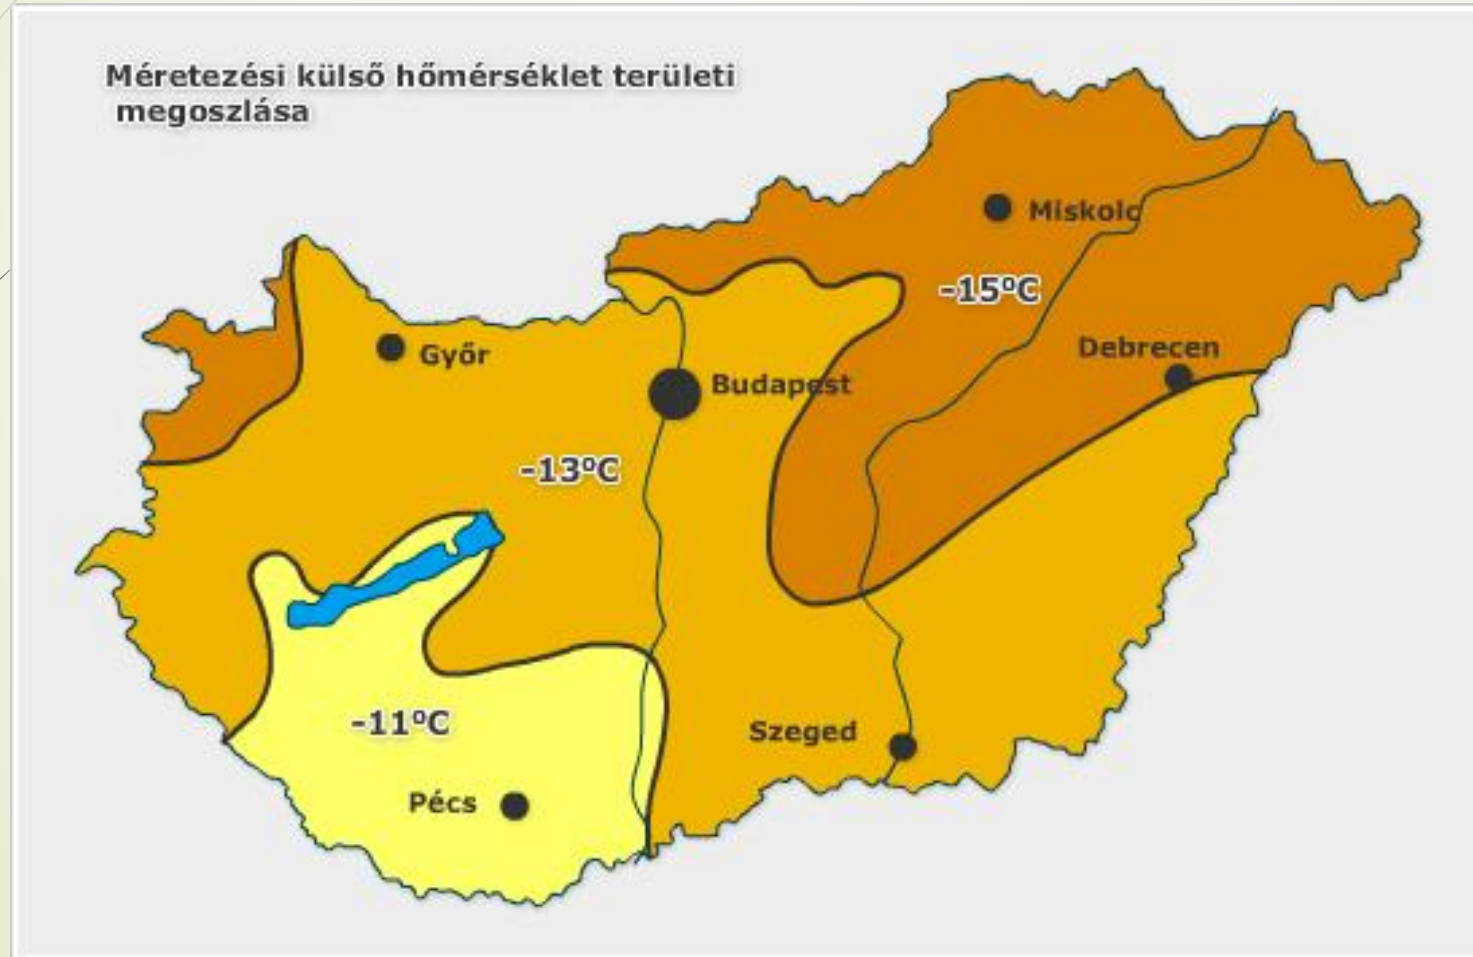 Méretezési külső hőmérséklet területi
megoszlása
Miskolc
-15ºC
Debrecen
Győr
Budapest
-13ºC
-11ºC
Szeged
Pécs